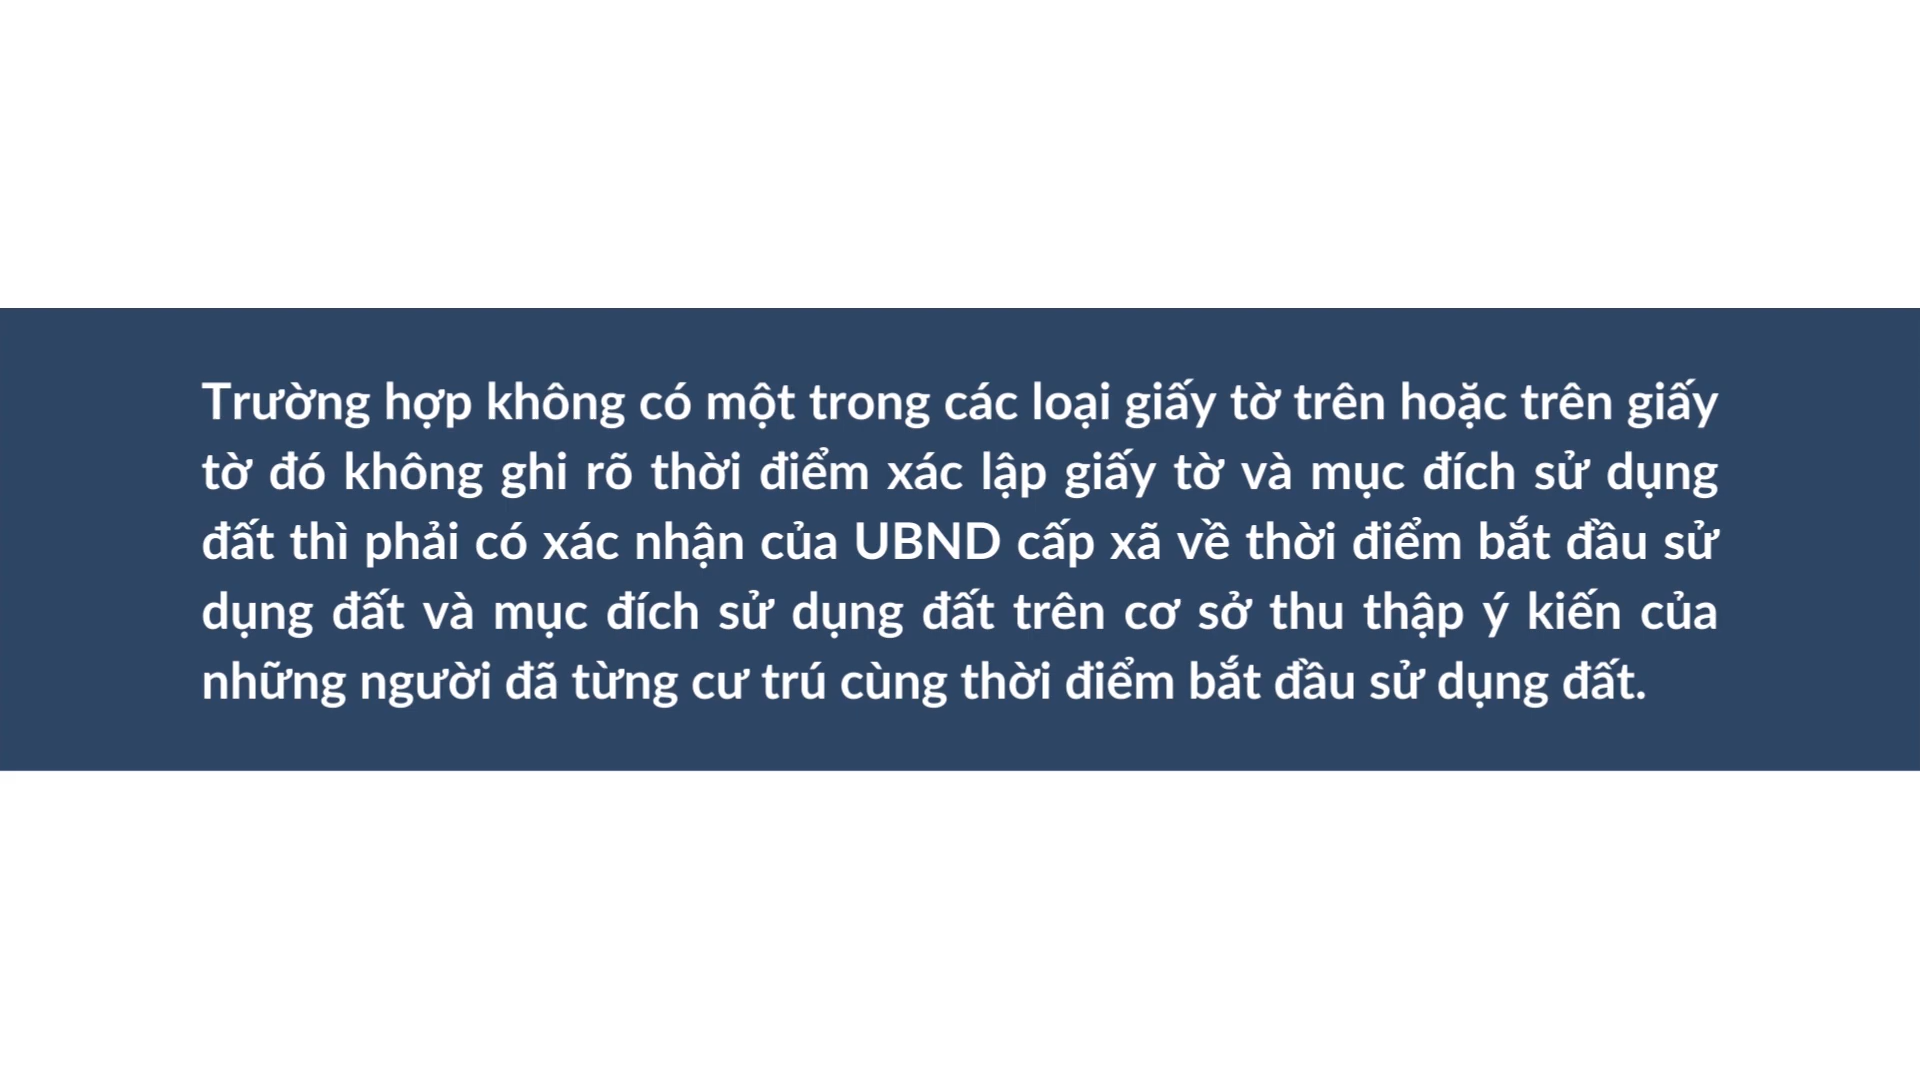 Trường hợp không có một trong các loại giấy tờ trên hoặc trên giấy
tờ đó không ghi rõ thời điểm xác lập giấy tờ và mục đích sử dụng
đất thì phải có xác nhận của UBND cấp xã về thời điểm bắt đầu sử
dụng đất và mục đích sử dụng đất trên cơ sở thu thập ý kiến của
những người đã từng cư trú cùng thời điểm bắt đầu sử dụng đất.